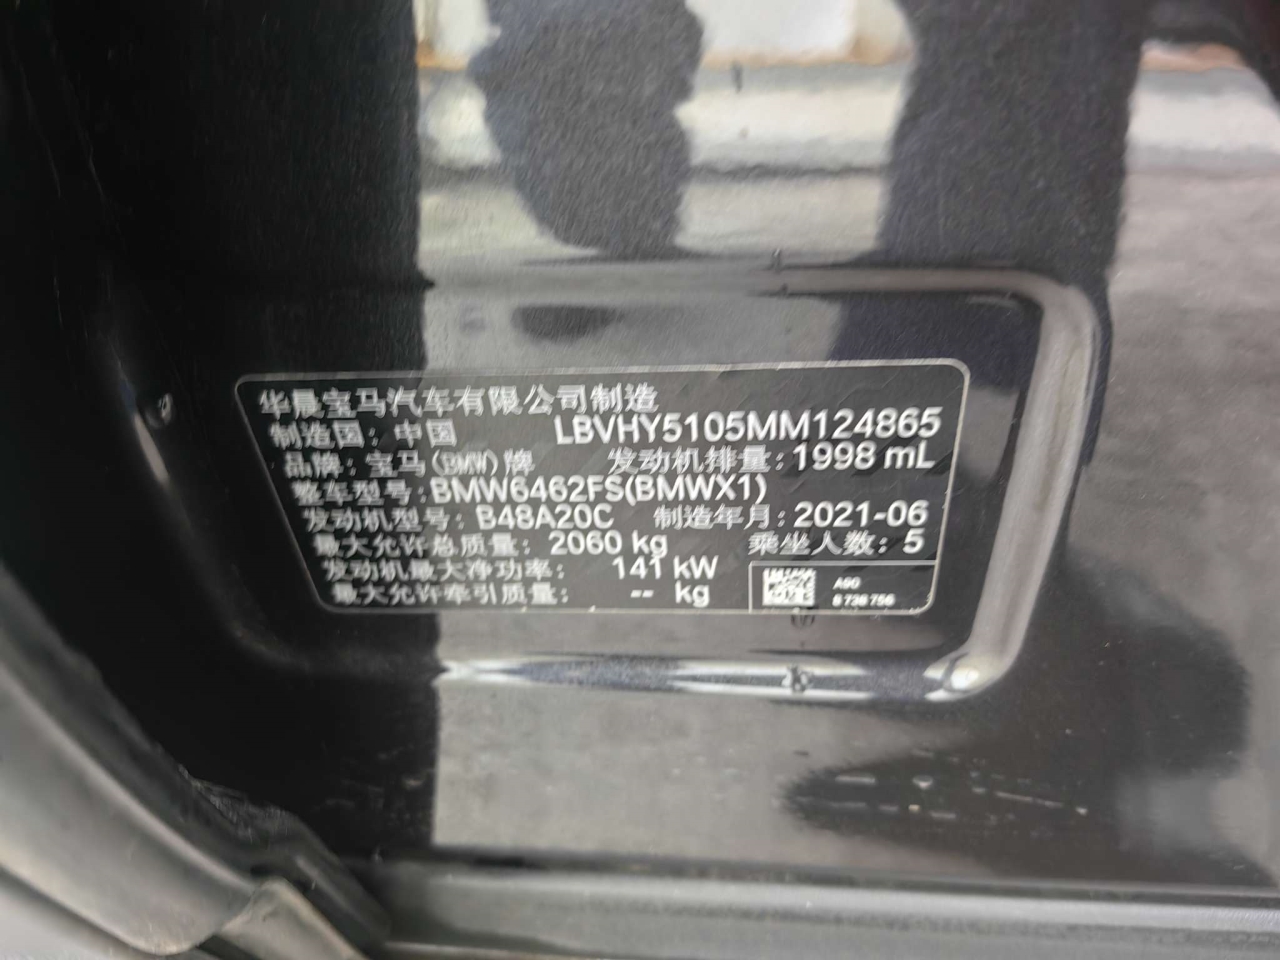 华晨宝马汽车有限公司制造
制造国：中国 LBVHY5105MM124865
品牌：宝马(BMW)牌 发动机排量：1998 mL
整车型号：BMW6462FS(BMWX1)
发动机型号：B48A20C 制造年月：2021-06
最大允许总质量：2060 kg 乘坐人数：5
发动机最大净功率：141 kW
最大允许牵引质量：-- kg
A90
8 736 756